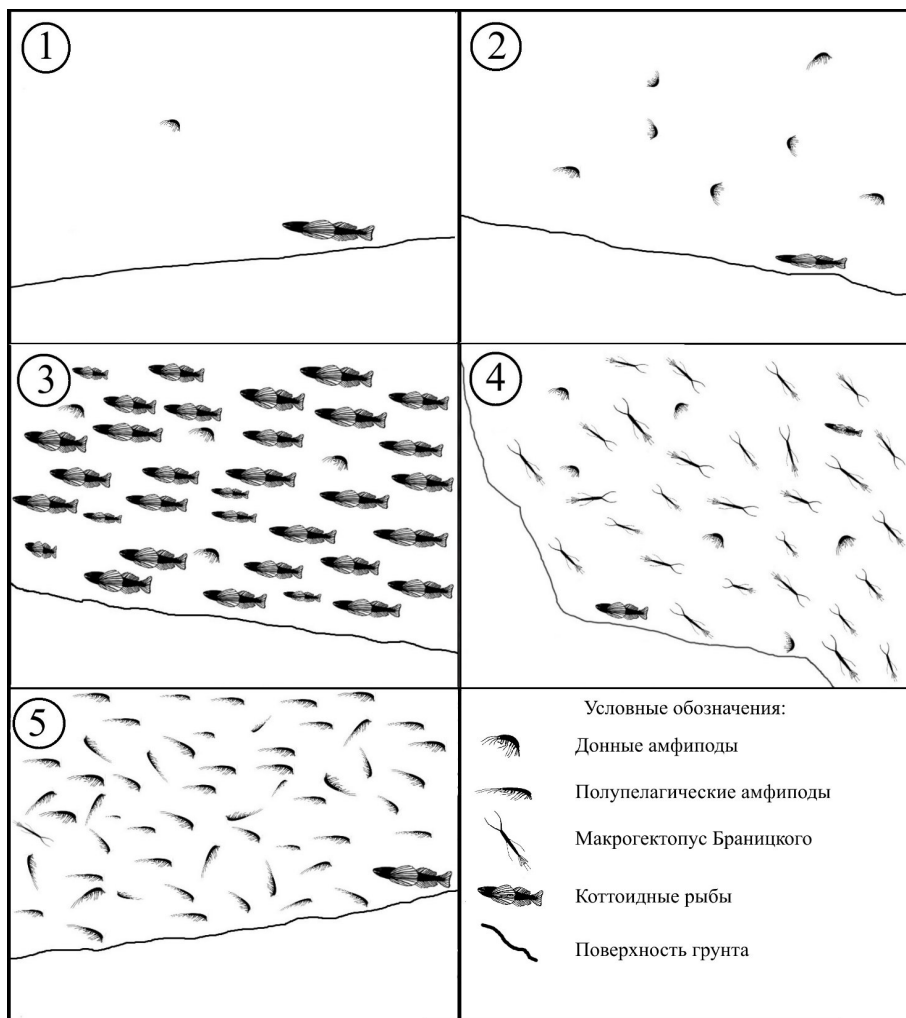 1
2
3
4
5
Условные обозначения:
Донные амфиподы
Полупелагические амфиподы
Макрогектопус Браницкого
Коттоидные рыбы
Поверхность грунта